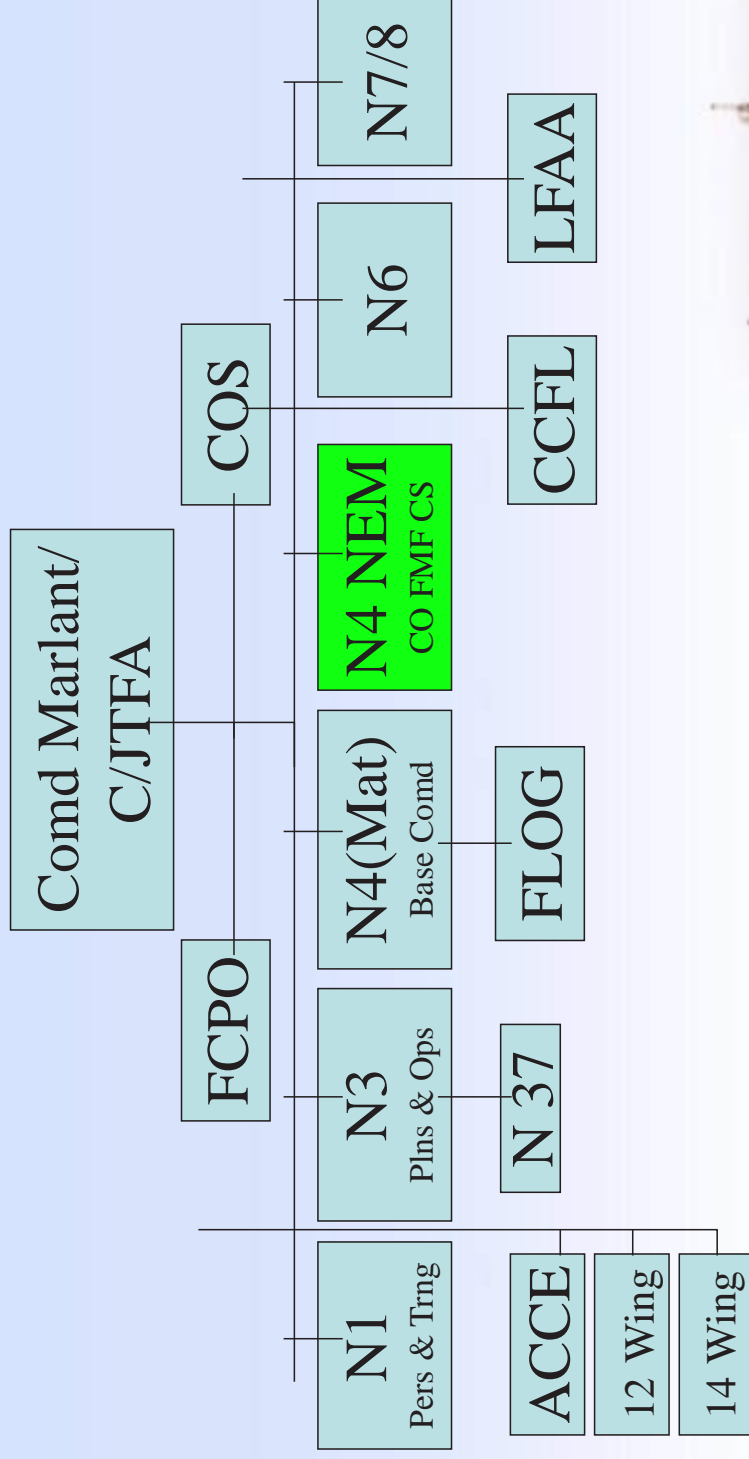 Comd Marlant/
C/JTFA
FCPO
COS
N1
Pers & Trng
N3
Plns & Ops
N4(Mat)
Base Comd
N4 NEM
CO FMF CS
N6
N7/8
ACCE
12 Wing
14 Wing
N 37
FLOG
CCFL
LFAA